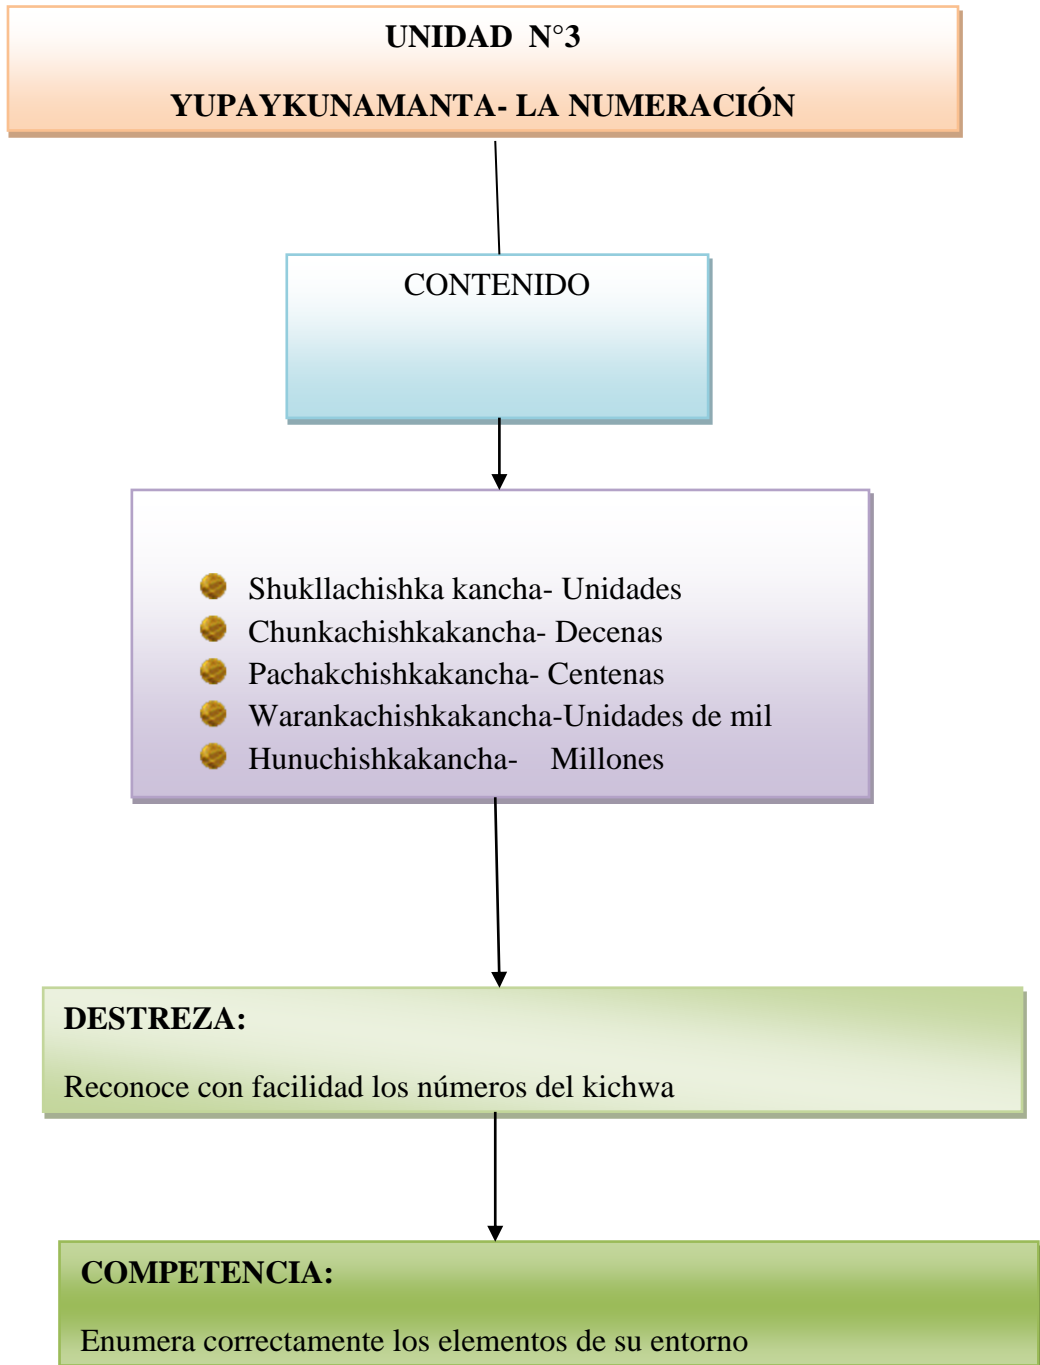 UNIDAD N°3
YUPAYKUNAMANTA- LA NUMERACIÓN
CONTENIDO
Shukllachishka kancha- Unidades
Chunkachishkakancha- Decenas
Pachakchishkakancha- Centenas
Warankachishkakancha-Unidades de mil
Hunuchishkakancha- Millones
DESTREZA:
Reconoce con facilidad los números del kichwa
COMPETENCIA:
Enumera correctamente los elementos de su entorno